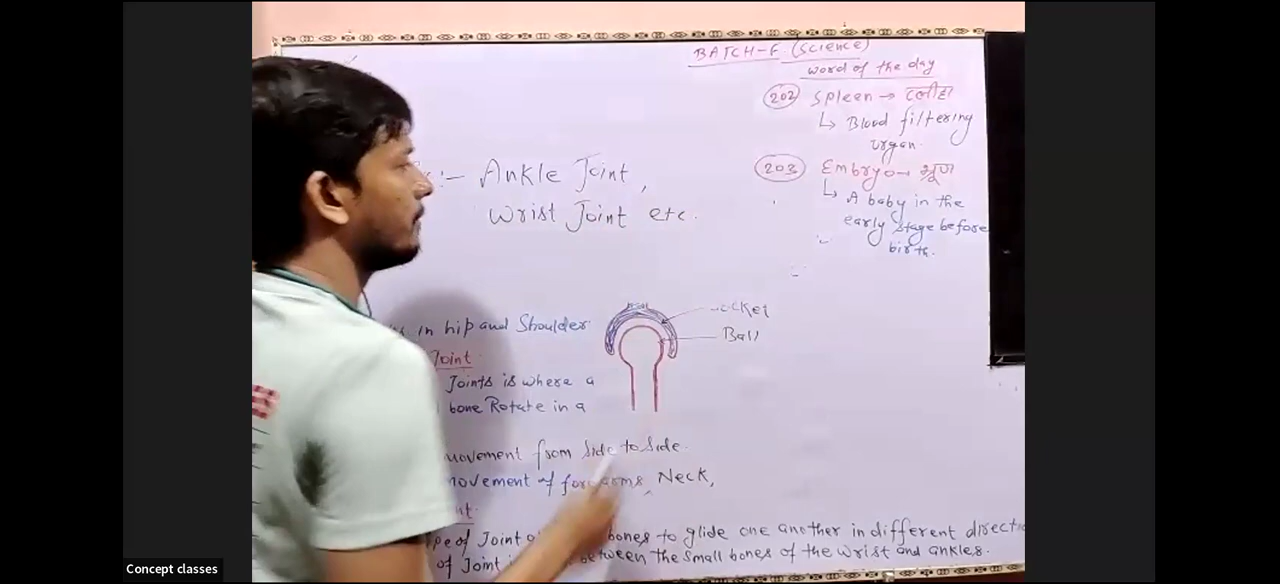 BATCH-F (Science)
word of the day
202 Spleen → प्लीहा
↳ Blood filtering
organ.
203 Embryo → भ्रूण
↳ A baby in the
early stage before
birth.
:- Ankle Joint,
Wrist Joint etc.
in hip and Shoulder
Joint
Joints is where a
bone Rotate in a
movement from side to side.
movement of forearms, Neck,
Ball
of Joint bones to glide one another in different
of Joint between the small bones of the wrist and ankles.
Concept classes